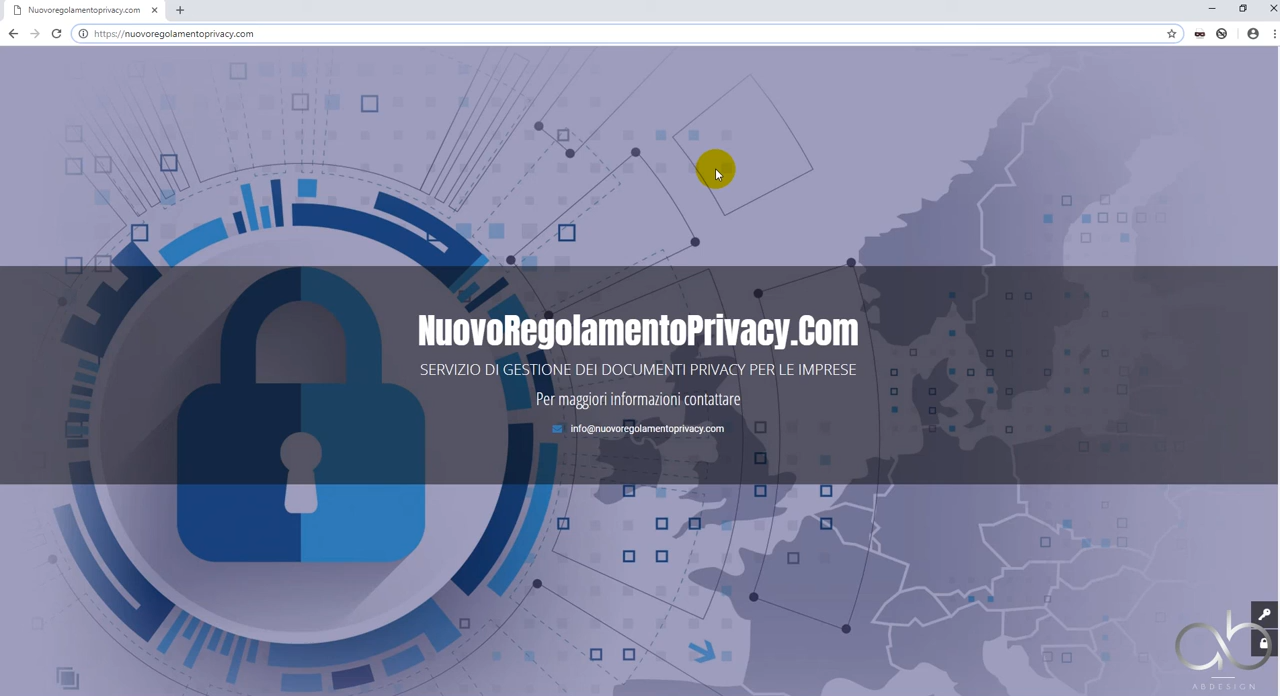 Nuovoregolamentoprivacy.com
https://nuovoregolamentoprivacy.com
NuovoRegolamentoPrivacy.Com
SERVIZIO DI GESTIONE DEI DOCUMENTI PRIVACY PER LE IMPRESE
Per maggiori informazioni contattare
info@nuovoregolamentoprivacy.com
ab
ABDESIGN